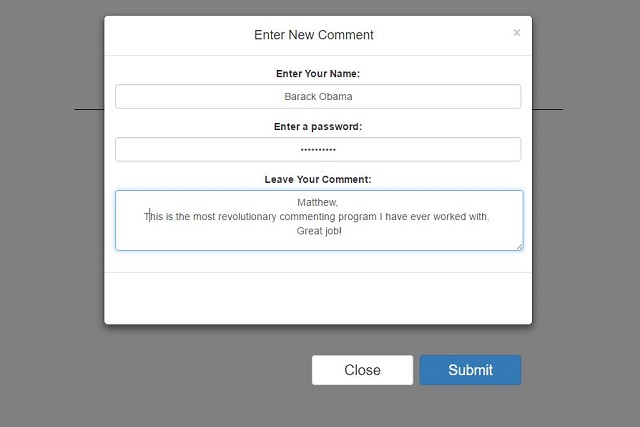 Enter New Comment ×
Enter Your Name:
Barack Obama
Enter a password:
••••••••••
Leave Your Comment:
Matthew,
This is the most revolutionary commenting program I have ever worked with.
Great job!
Close Submit